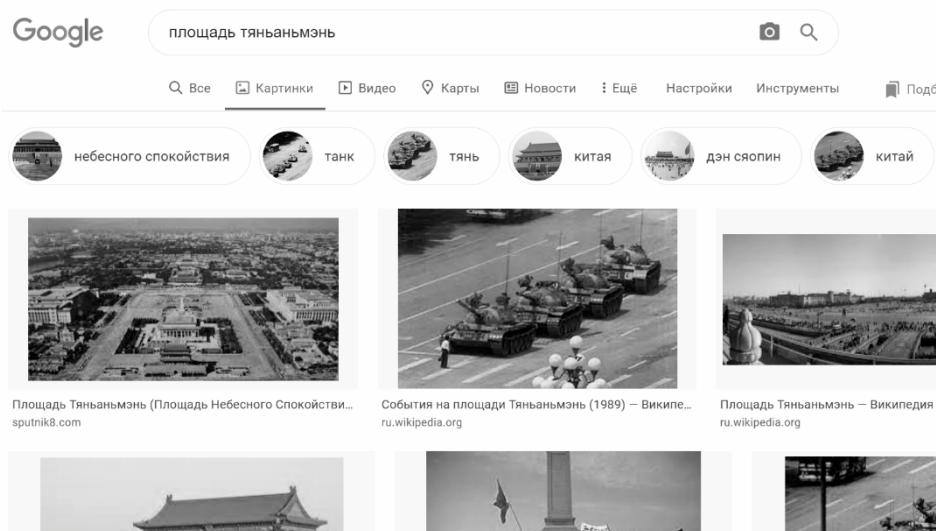 Google
площадь тяньаньмэнь
Все Картинки Видео Карты Новости Ещё Настройки Инструменты
небесного спокойствия танк тянь китая дэн сяопин китай
Площадь Тяньаньмэнь (Площадь Небесного Спокойстви... События на площади Тяньаньмэнь (1989) — Википе... Площадь Тяньаньмэнь — Википедия
sputnik8.com ru.wikipedia.org ru.wikipedia.org